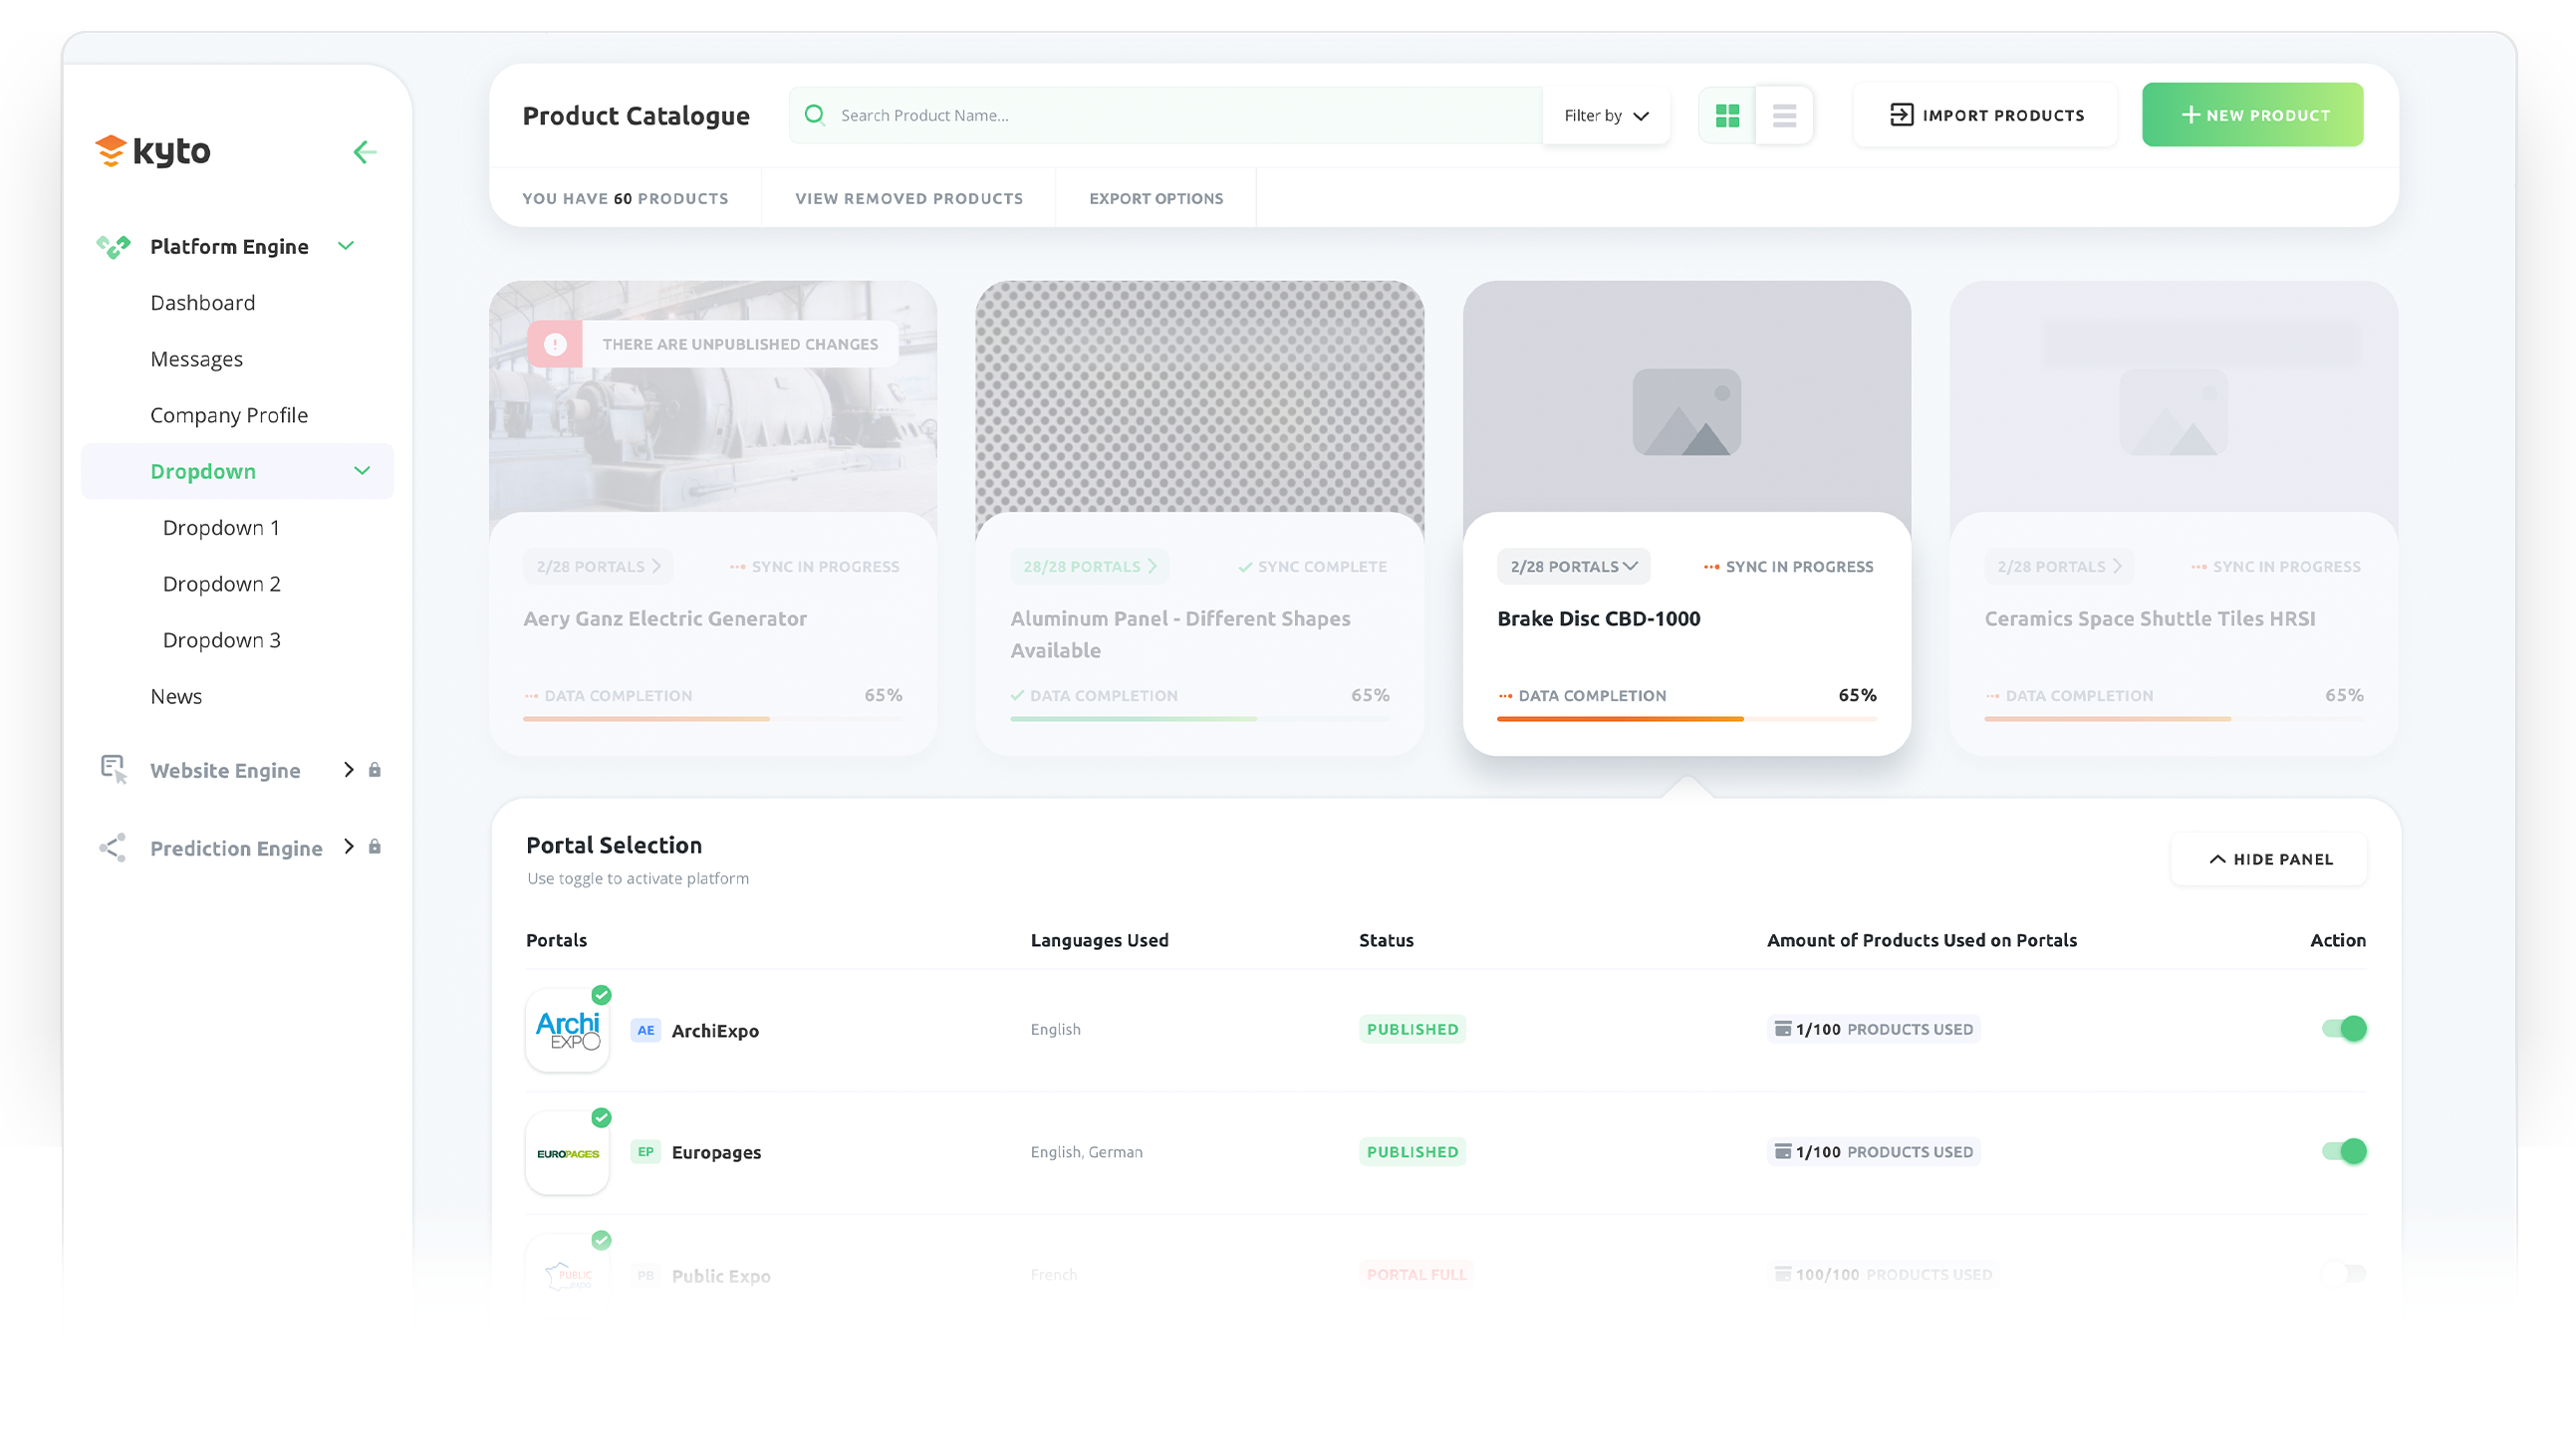 kyto
Platform Engine
Dashboard
Messages
Company Profile
Dropdown
Dropdown 1
Dropdown 2
Dropdown 3
News
Website Engine
Prediction Engine
Product Catalogue
Search Product Name...
Filter by
IMPORT PRODUCTS
+ NEW PRODUCT
YOU HAVE 60 PRODUCTS
VIEW REMOVED PRODUCTS
EXPORT OPTIONS
THERE ARE UNPUBLISHED CHANGES
2/28 PORTALS
SYNC IN PROGRESS
Aery Ganz Electric Generator
DATA COMPLETION
65%
28/28 PORTALS
SYNC COMPLETE
Aluminum Panel - Different Shapes
Available
DATA COMPLETION
65%
2/28 PORTALS
SYNC IN PROGRESS
Brake Disc CBD-1000
DATA COMPLETION
65%
2/28 PORTALS
SYNC IN PROGRESS
Ceramics Space Shuttle Tiles HRSI
DATA COMPLETION
65%
Portal Selection
Use toggle to activate platform
HIDE PANEL
Portals
Languages Used
Status
Amount of Products Used on Portals
Action
Archi
EXPO
AE
ArchiExpo
English
PUBLISHED
1/100 PRODUCTS USED
EUROPAGES
EP
Europages
English, German
PUBLISHED
1/100 PRODUCTS USED
PUBLIC
expo
PB
Public Expo
French
PORTAL FULL
100/100 PRODUCTS USED